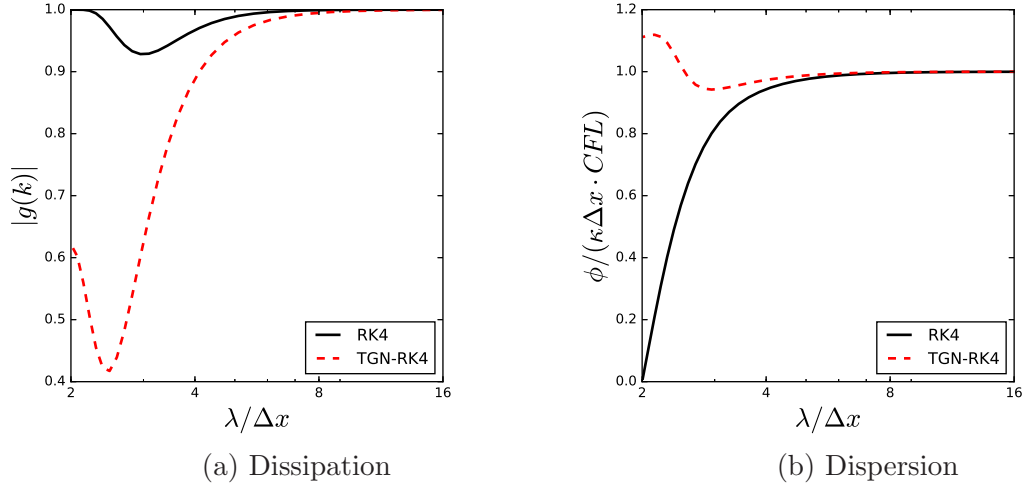 1.0
0.9
0.8
0.7
0.6
0.5
0.4
|g(k)|
2
4
8
16
λ/Δx
RK4
TGN-RK4
(a) Dissipation
1.2
1.0
0.8
0.6
0.4
0.2
0.0
ϕ/(κΔx · CFL)
2
4
8
16
λ/Δx
RK4
TGN-RK4
(b) Dispersion